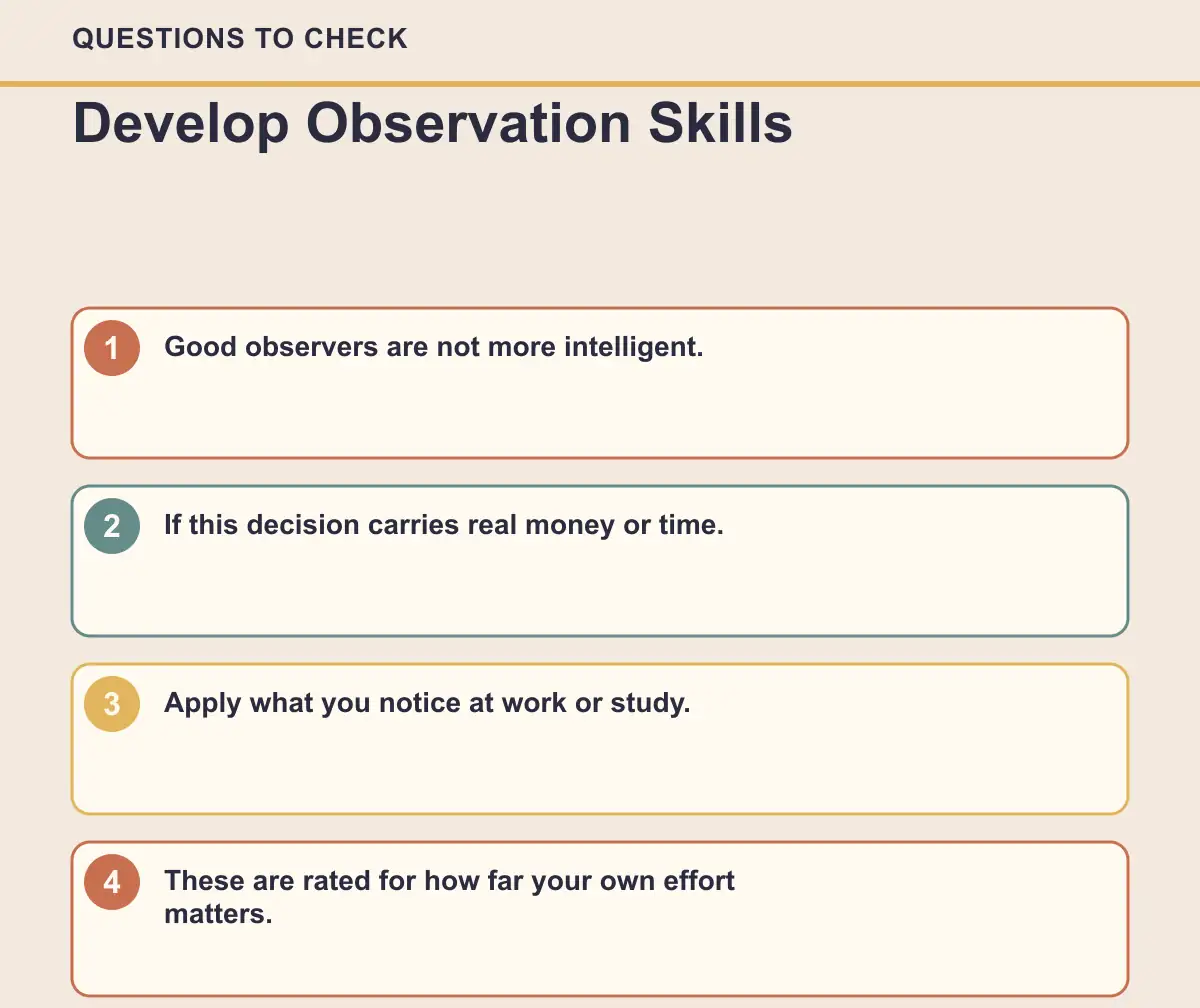 QUESTIONS TO CHECK
Develop Observation Skills
1
Good observers are not more intelligent.
2
If this decision carries real money or time.
3
Apply what you notice at work or study.
4
These are rated for how far your own effort
matters.